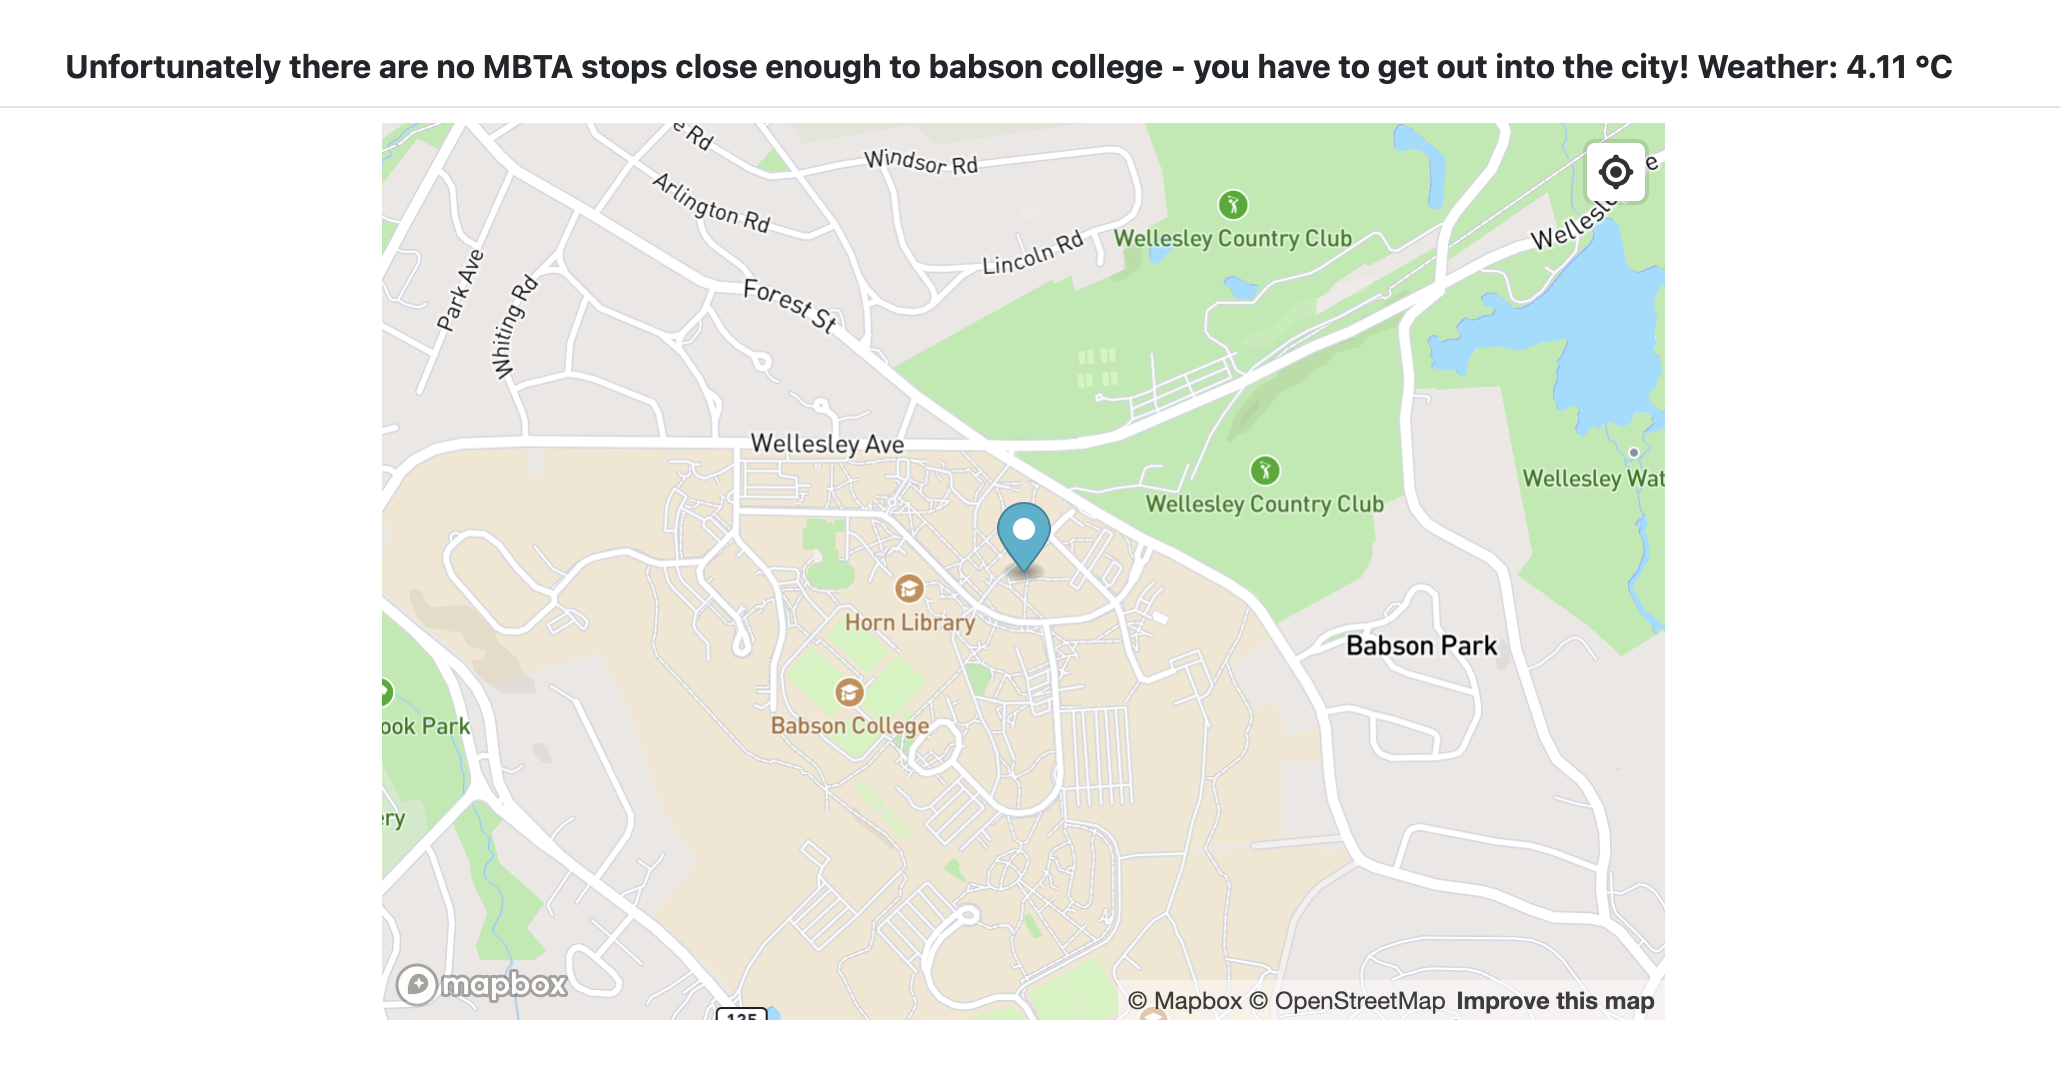 Unfortunately there are no MBTA stops close enough to babson college - you have to get out into the city! Weather: 4.11 °C
e Rd
Windsor Rd
e
Arlington Rd
Wellesle
Wellesley Country Club
Lincoln Rd
Park Ave
Whiting Rd
Forest St
Wellesley Ave
Wellesley Country Club
Wellesley Wat
Horn Library
Babson Park
Babson College
ook Park
ery
mapbox
© Mapbox © OpenStreetMap Improve this map
135